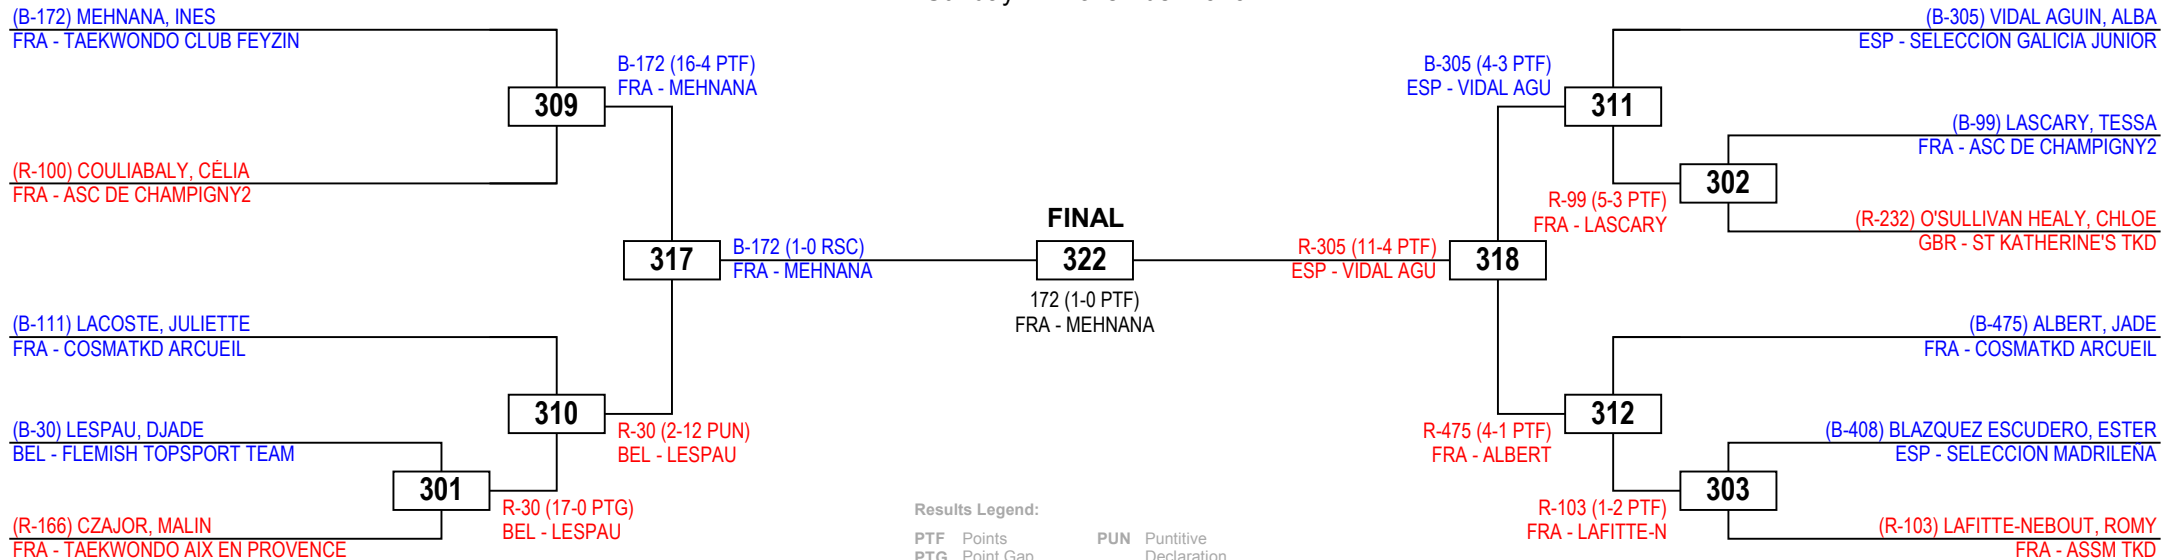 (B-172) MEHNANA, INES
FRA - TAEKWONDO CLUB FEYZIN
B-172 (16-4 PTF)
FRA - MEHNANA
309
(R-100) COULIABALY, CÉLIA
FRA - ASC DE CHAMPIGNY2
317
B-172 (1-0 RSC)
FRA - MEHNANA
(B-111) LACOSTE, JULIETTE
FRA - COSMATKD ARCUEIL
310
R-30 (2-12 PUN)
BEL - LESPAU
(B-30) LESPAU, DJADE
BEL - FLEMISH TOPSPORT TEAM
301
R-30 (17-0 PTG)
BEL - LESPAU
(R-166) CZAJOR, MALIN
FRA - TAEKWONDO AIX EN PROVENCE
FINAL
322
172 (1-0 PTF)
FRA - MEHNANA
(B-305) VIDAL AGUIN, ALBA
ESP - SELECCION GALICIA JUNIOR
B-305 (4-3 PTF)
ESP - VIDAL AGU
311
(B-99) LASCARY, TESSA
FRA - ASC DE CHAMPIGNY2
302
R-99 (5-3 PTF)
FRA - LASCARY
(R-232) O'SULLIVAN HEALY, CHLOE
GBR - ST KATHERINE'S TKD
R-305 (11-4 PTF)
ESP - VIDAL AGU
318
(B-475) ALBERT, JADE
FRA - COSMATKD ARCUEIL
312
R-475 (4-1 PTF)
FRA - ALBERT
(B-408) BLAZQUEZ ESCUDERO, ESTER
ESP - SELECCION MADRILEÑA
303
R-103 (1-2 PTF)
FRA - LAFITTE-N
(R-103) LAFITTE-NEBOUT, ROMY
FRA - ASSM TKD
Results Legend:
PTF Points PUN Puntitive
PTG Point Gap Declaration